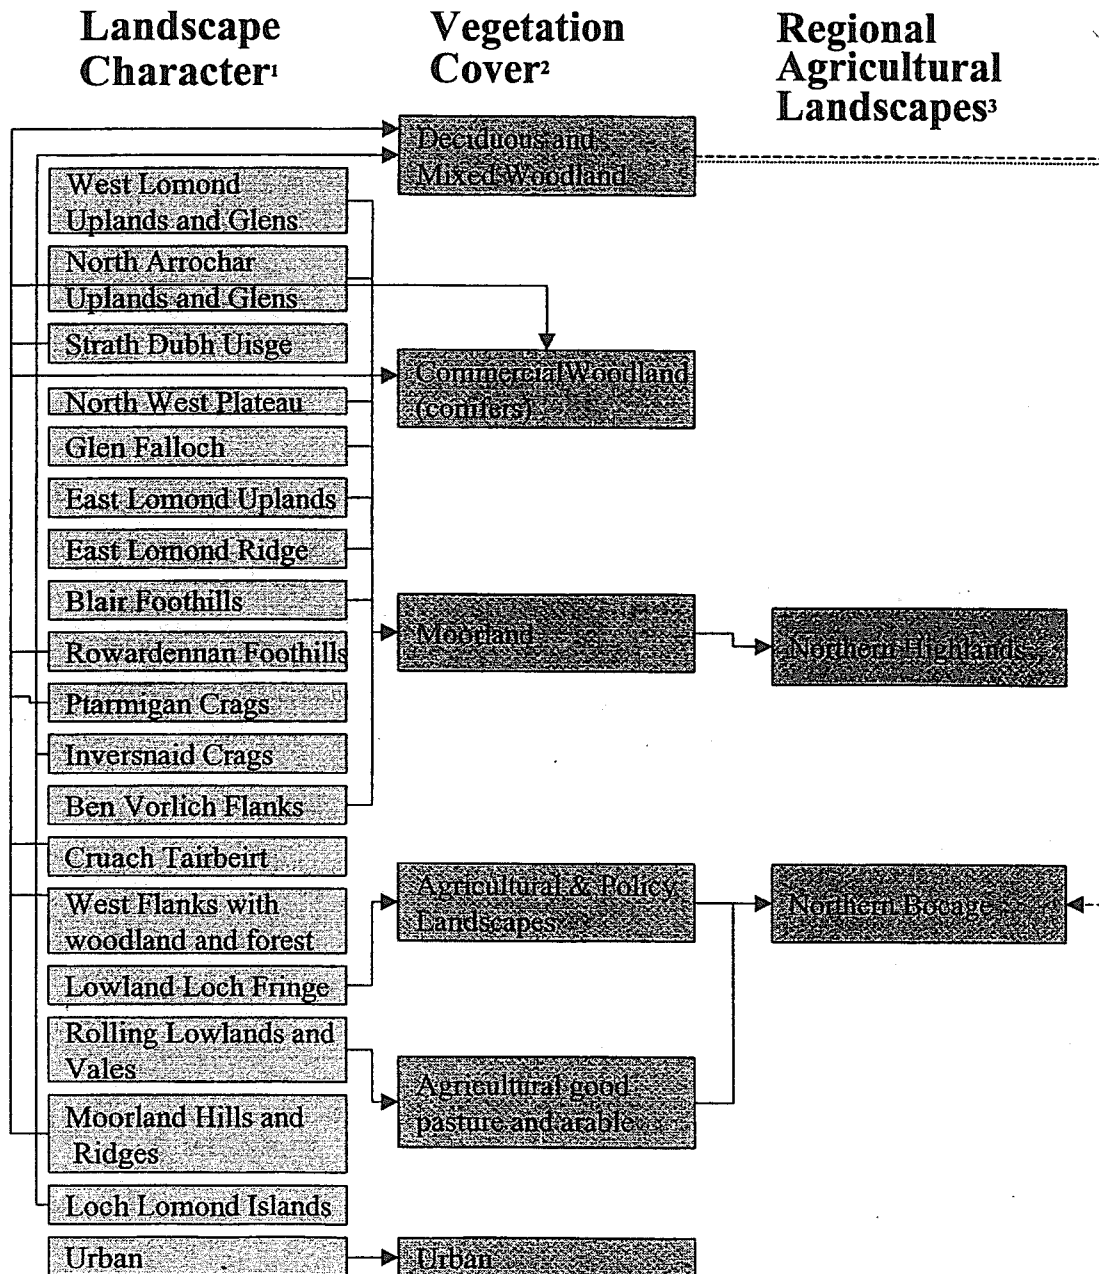 Landscape
Character¹
Vegetation
Cover²
Regional
Agricultural
Landscapes³
West Lomond
Uplands and Glens
North Arrochar
Uplands and Glens
Strath Dubh Uisge
North West Plateau
Glen Falloch
East Lomond Uplands
East Lomond Ridge
Blair Foothills
Rowardennan Foothills
Ptarmigan Crags
Inversnaid Crags
Ben Vorlich Flanks
Cruach Tairbeirt
West Flanks with
woodland and forest
Lowland Loch Fringe
Rolling Lowlands and
Vales
Moorland Hills and
Ridges
Loch Lomond Islands
Urban
Deciduous and
Mixed Woodland
Commercial Woodland
(conifers)
Moorland
Agricultural & Policy
Landscapes
Agricultural good
pasture and arable
Urban
Northern Highlands
Northern Bocage